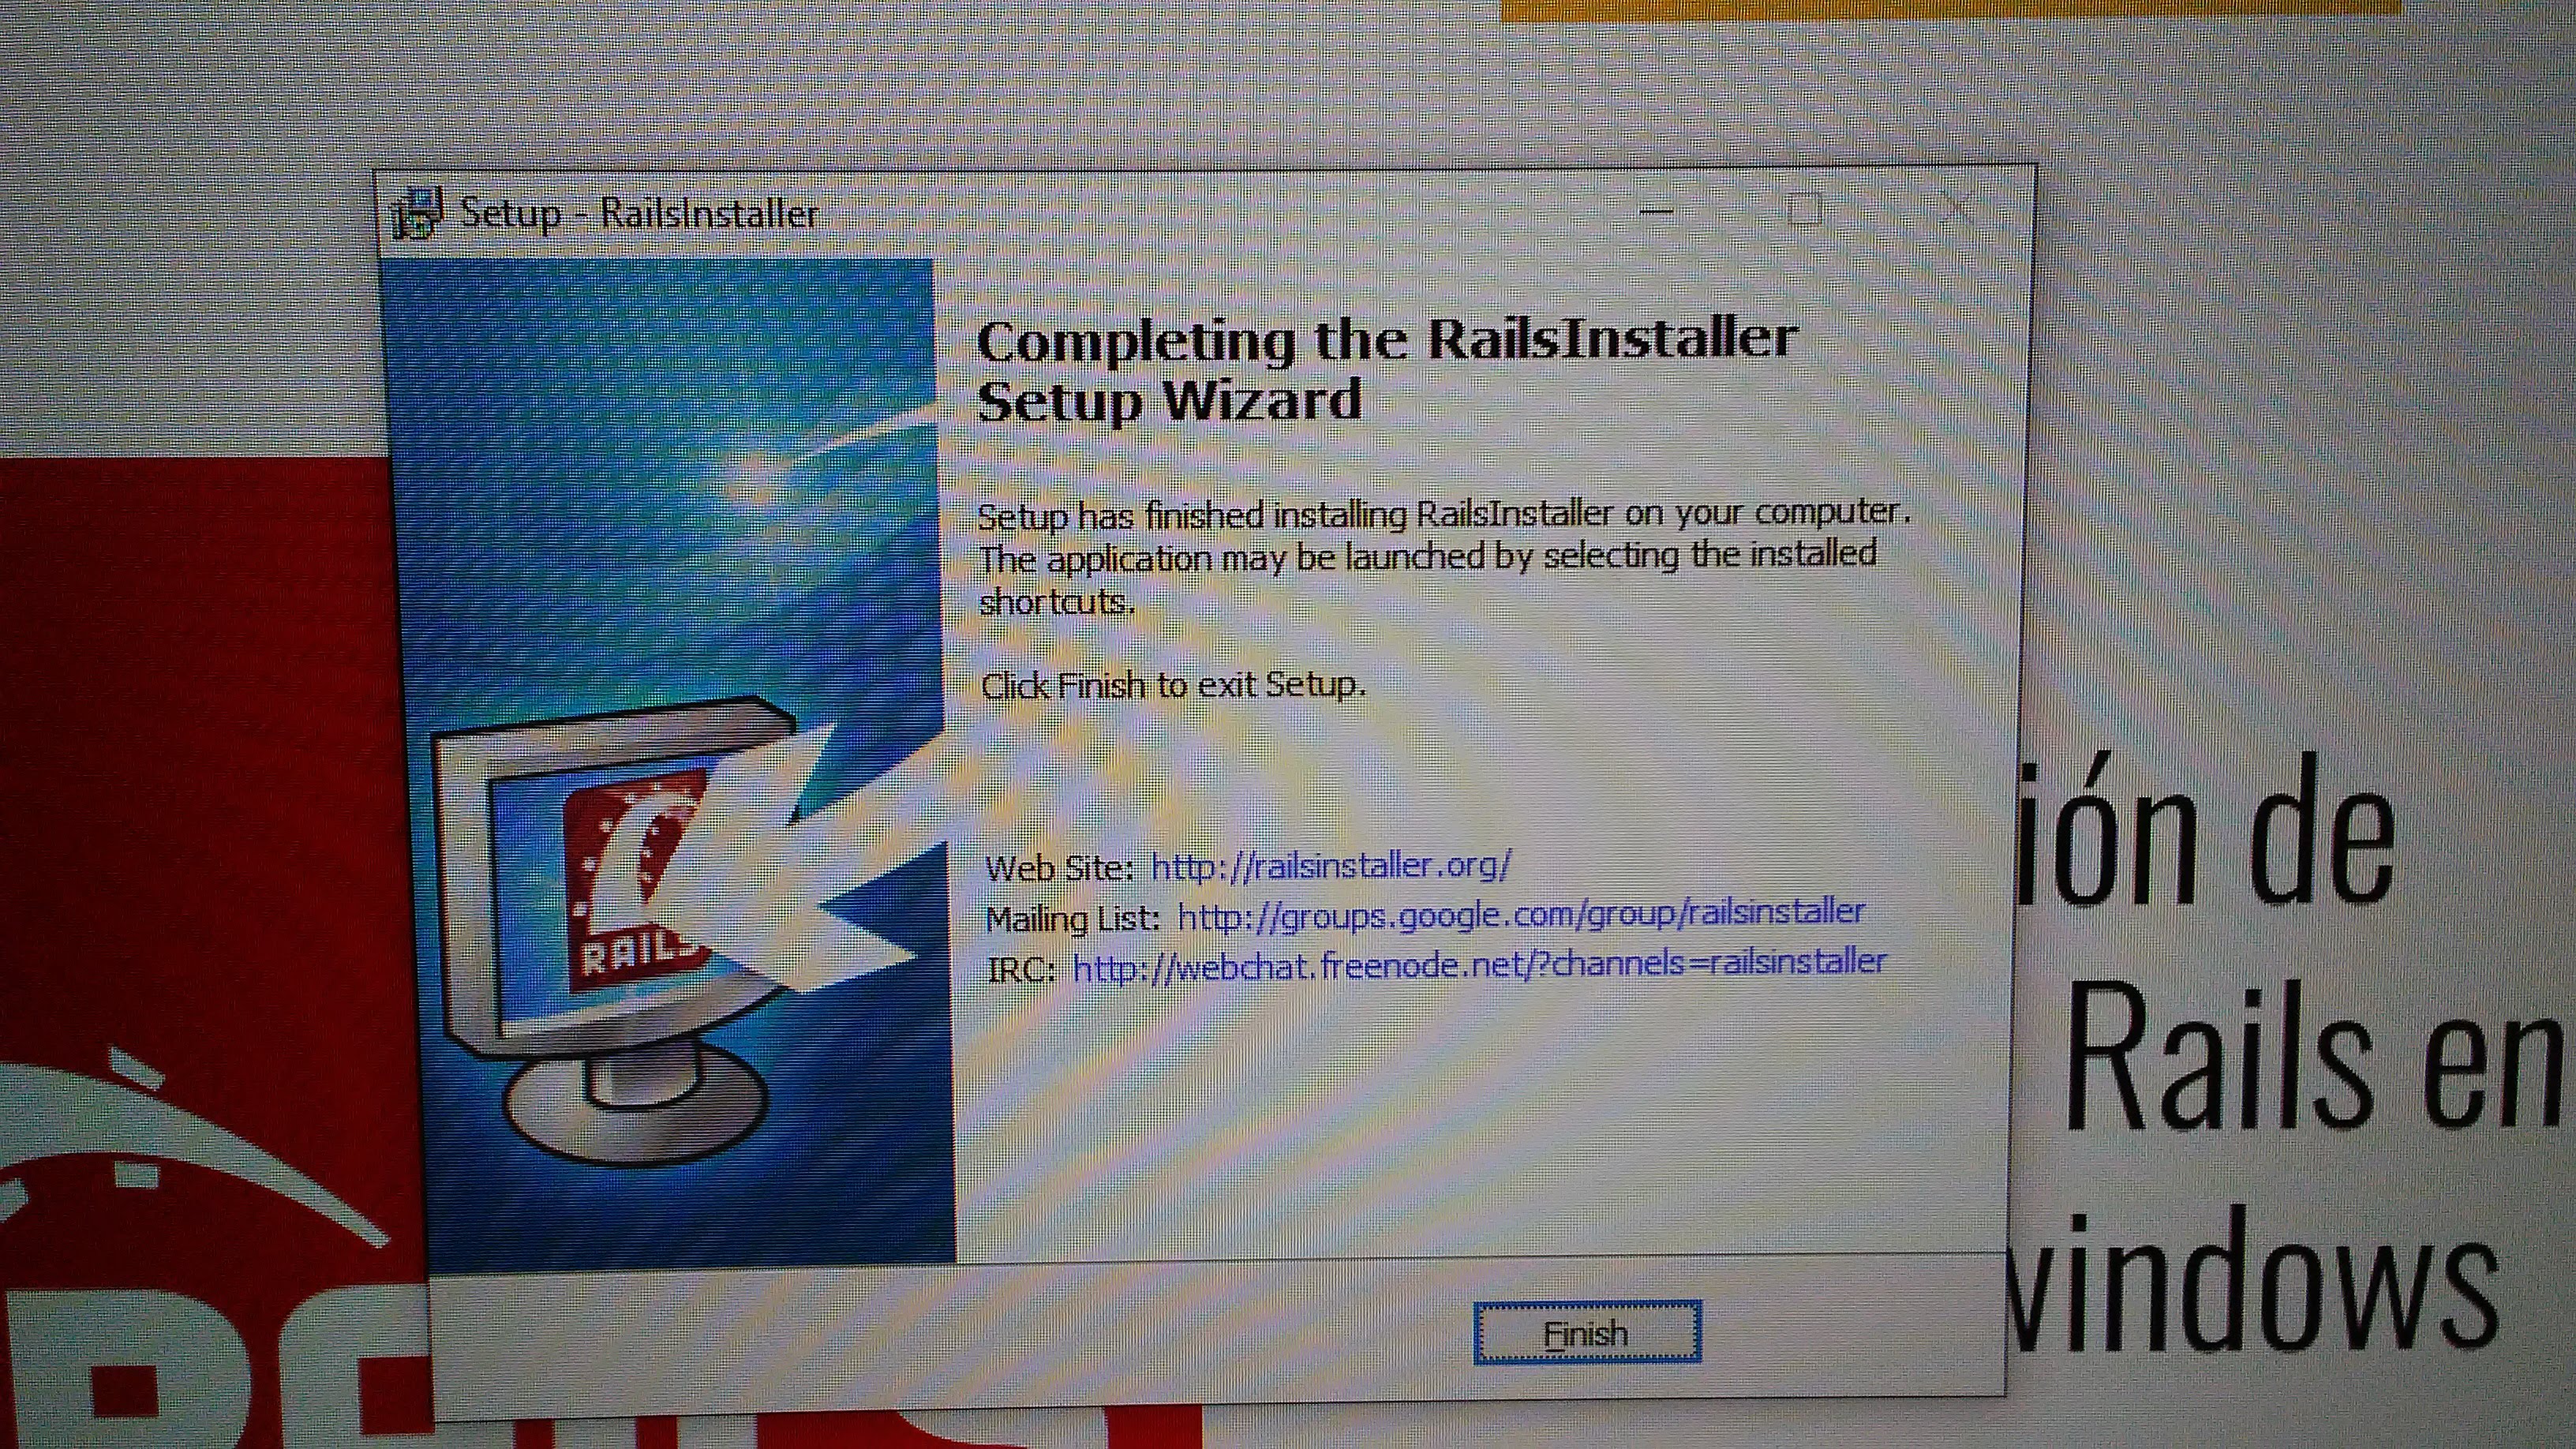 Setup - RailsInstaller
Completing the RailsInstaller
Setup Wizard
Setup has finished installing RailsInstaller on your computer.
The application may be launched by selecting the installed
shortcuts.
Click Finish to exit Setup.
Web Site: http://railsinstaller.org/
Mailing List: http://groups.google.com/group/railsinstaller
IRC: http://webchat.freenode.net/?channels=railsinstaller
Finish
RAILS
ión de
Rails en
windows